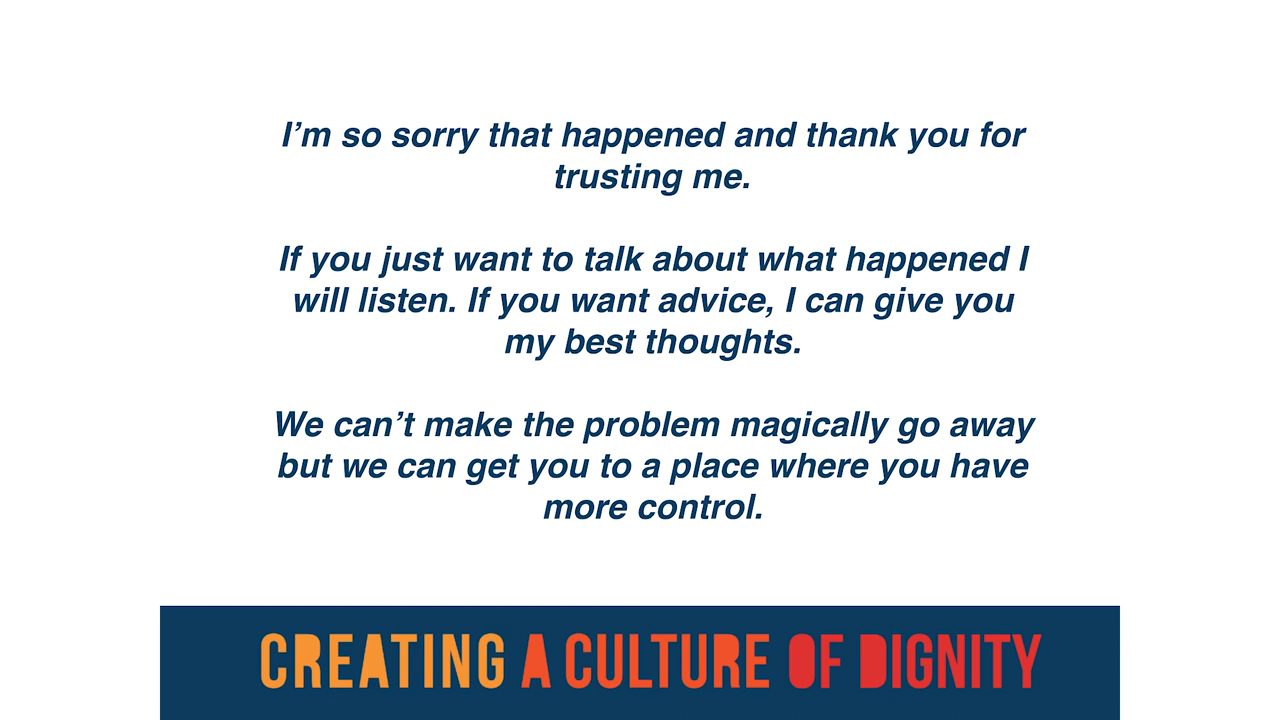 I’m so sorry that happened and thank you for
trusting me.
If you just want to talk about what happened I
will listen. If you want advice, I can give you
my best thoughts.
We can’t make the problem magically go away
but we can get you to a place where you have
more control.
CREATING A CULTURE OF DIGNITY